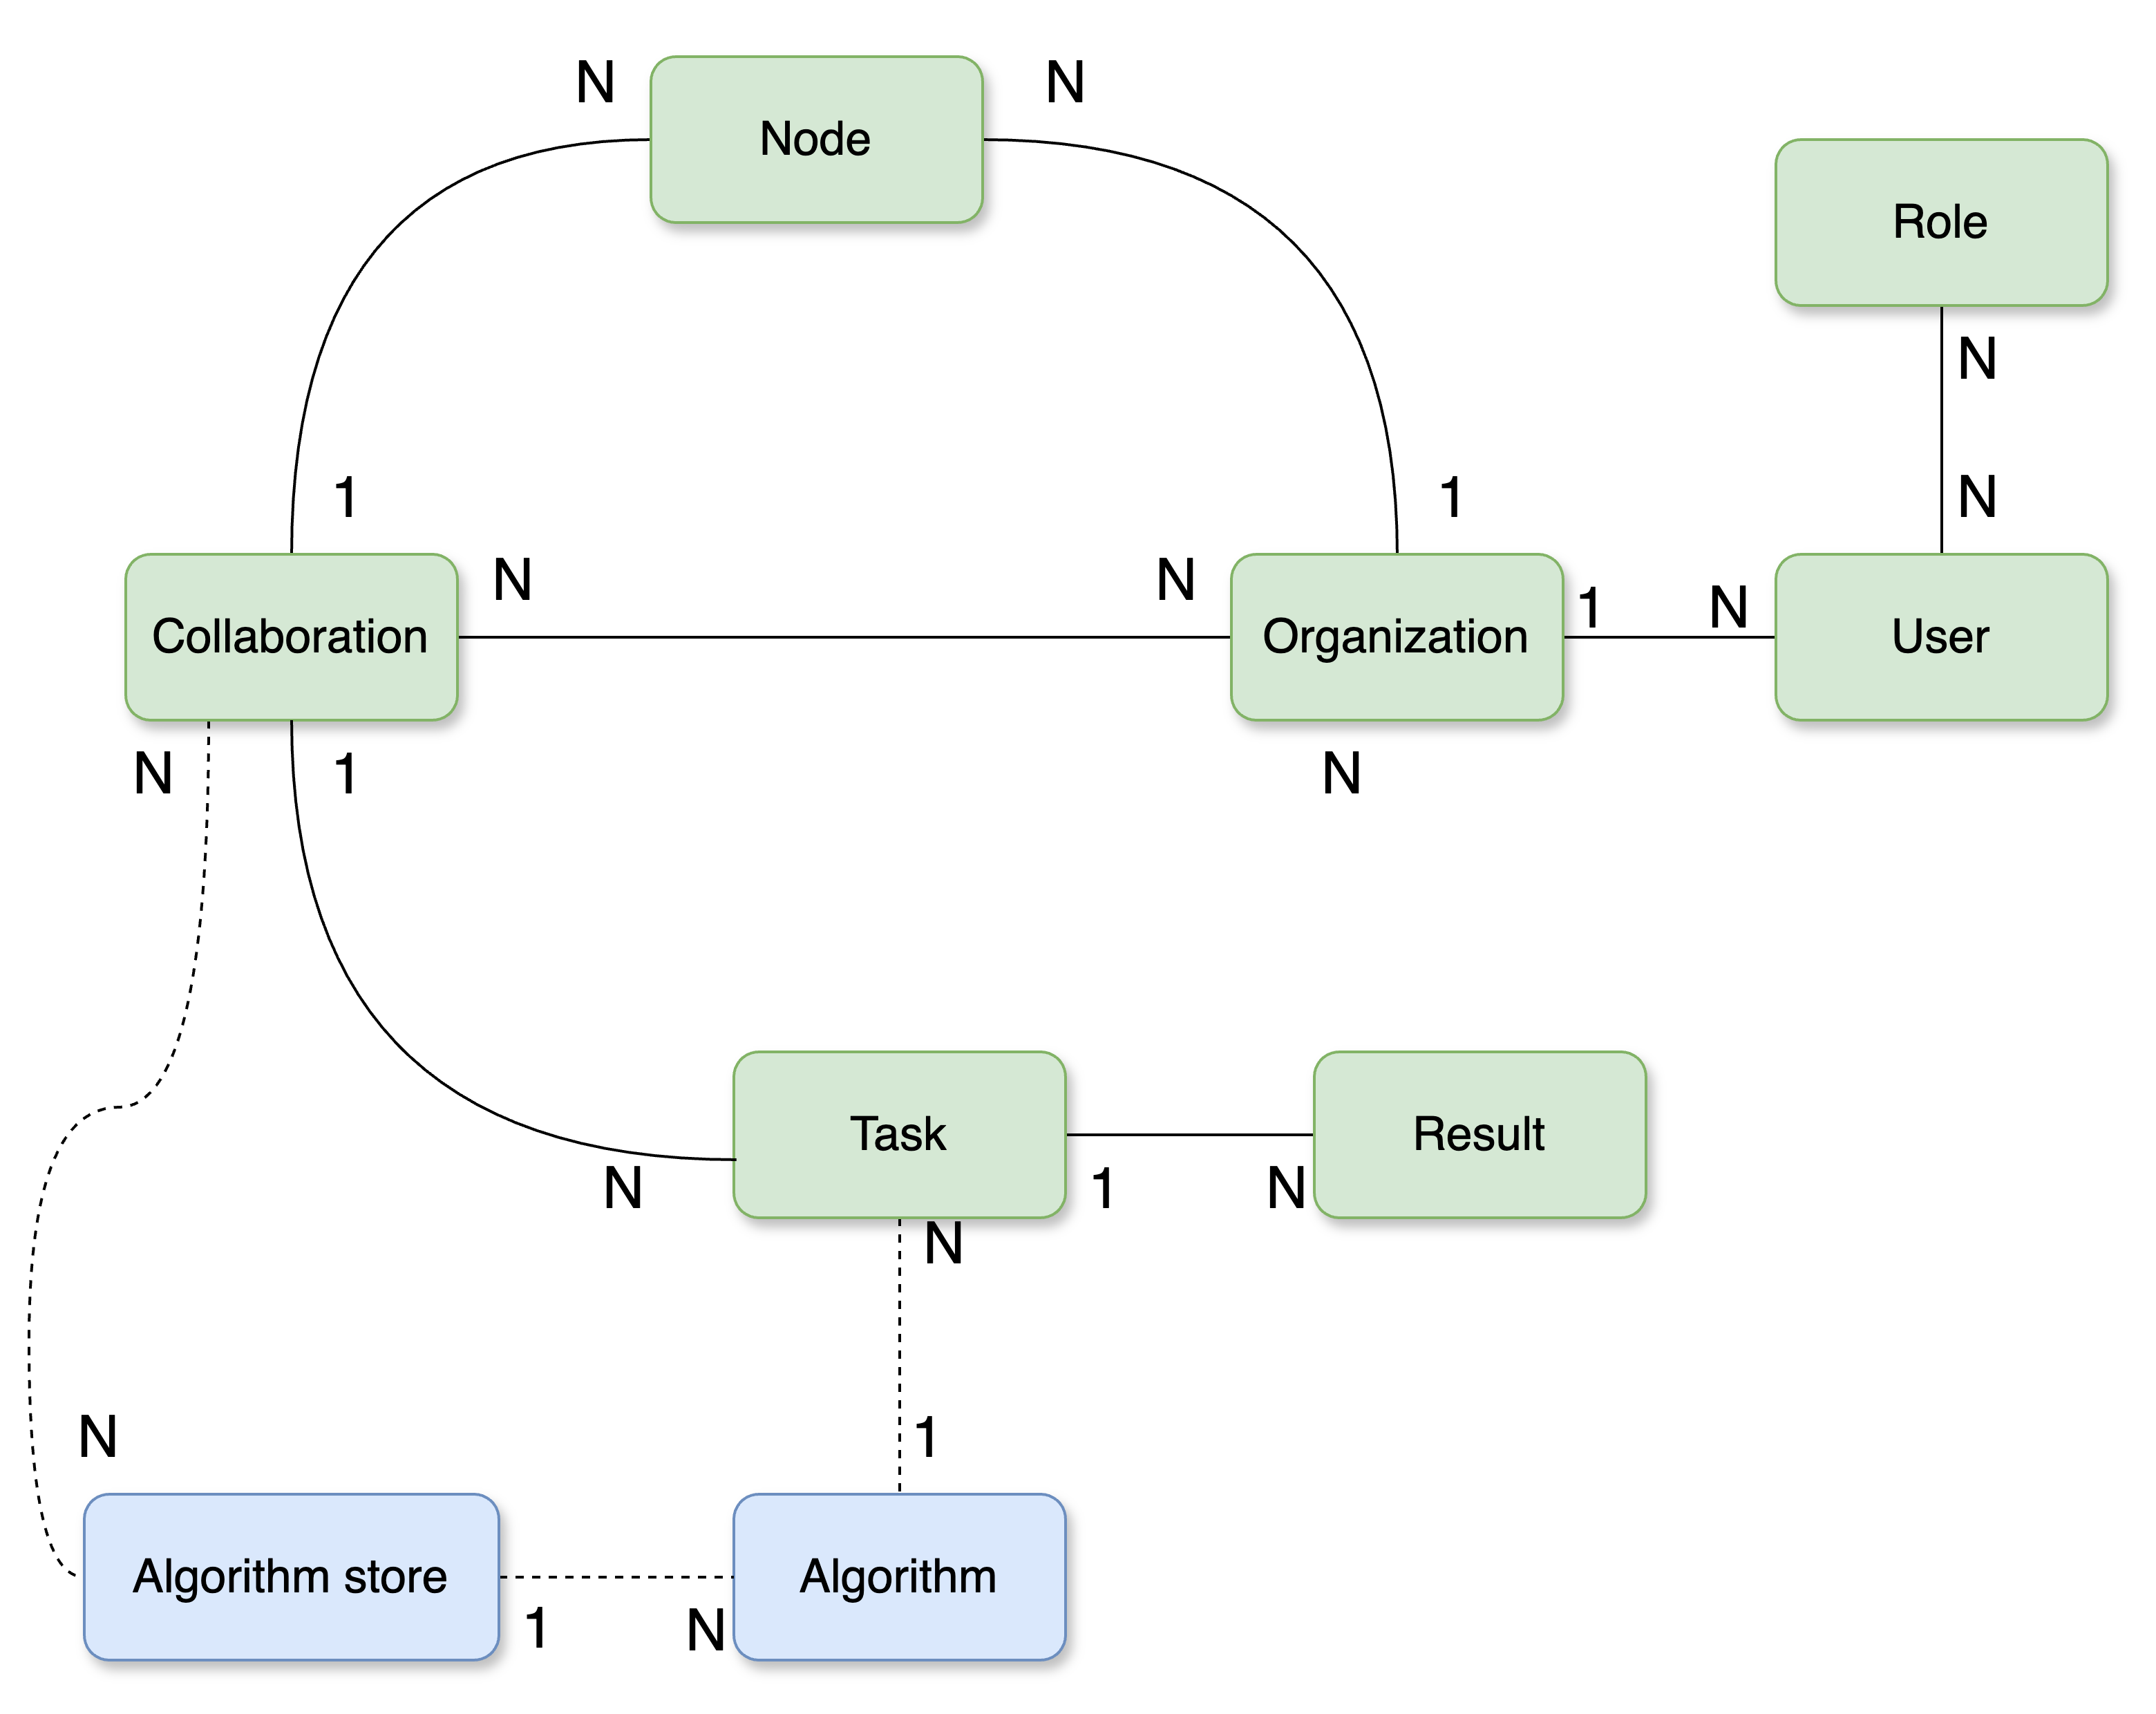 N
Node
N
Role
N
1
1
N
Collaboration
N
N
Organization
1
N
User
N
1
N
Task
Result
N
1
N
N
N
1
Algorithm store
Algorithm
1
N